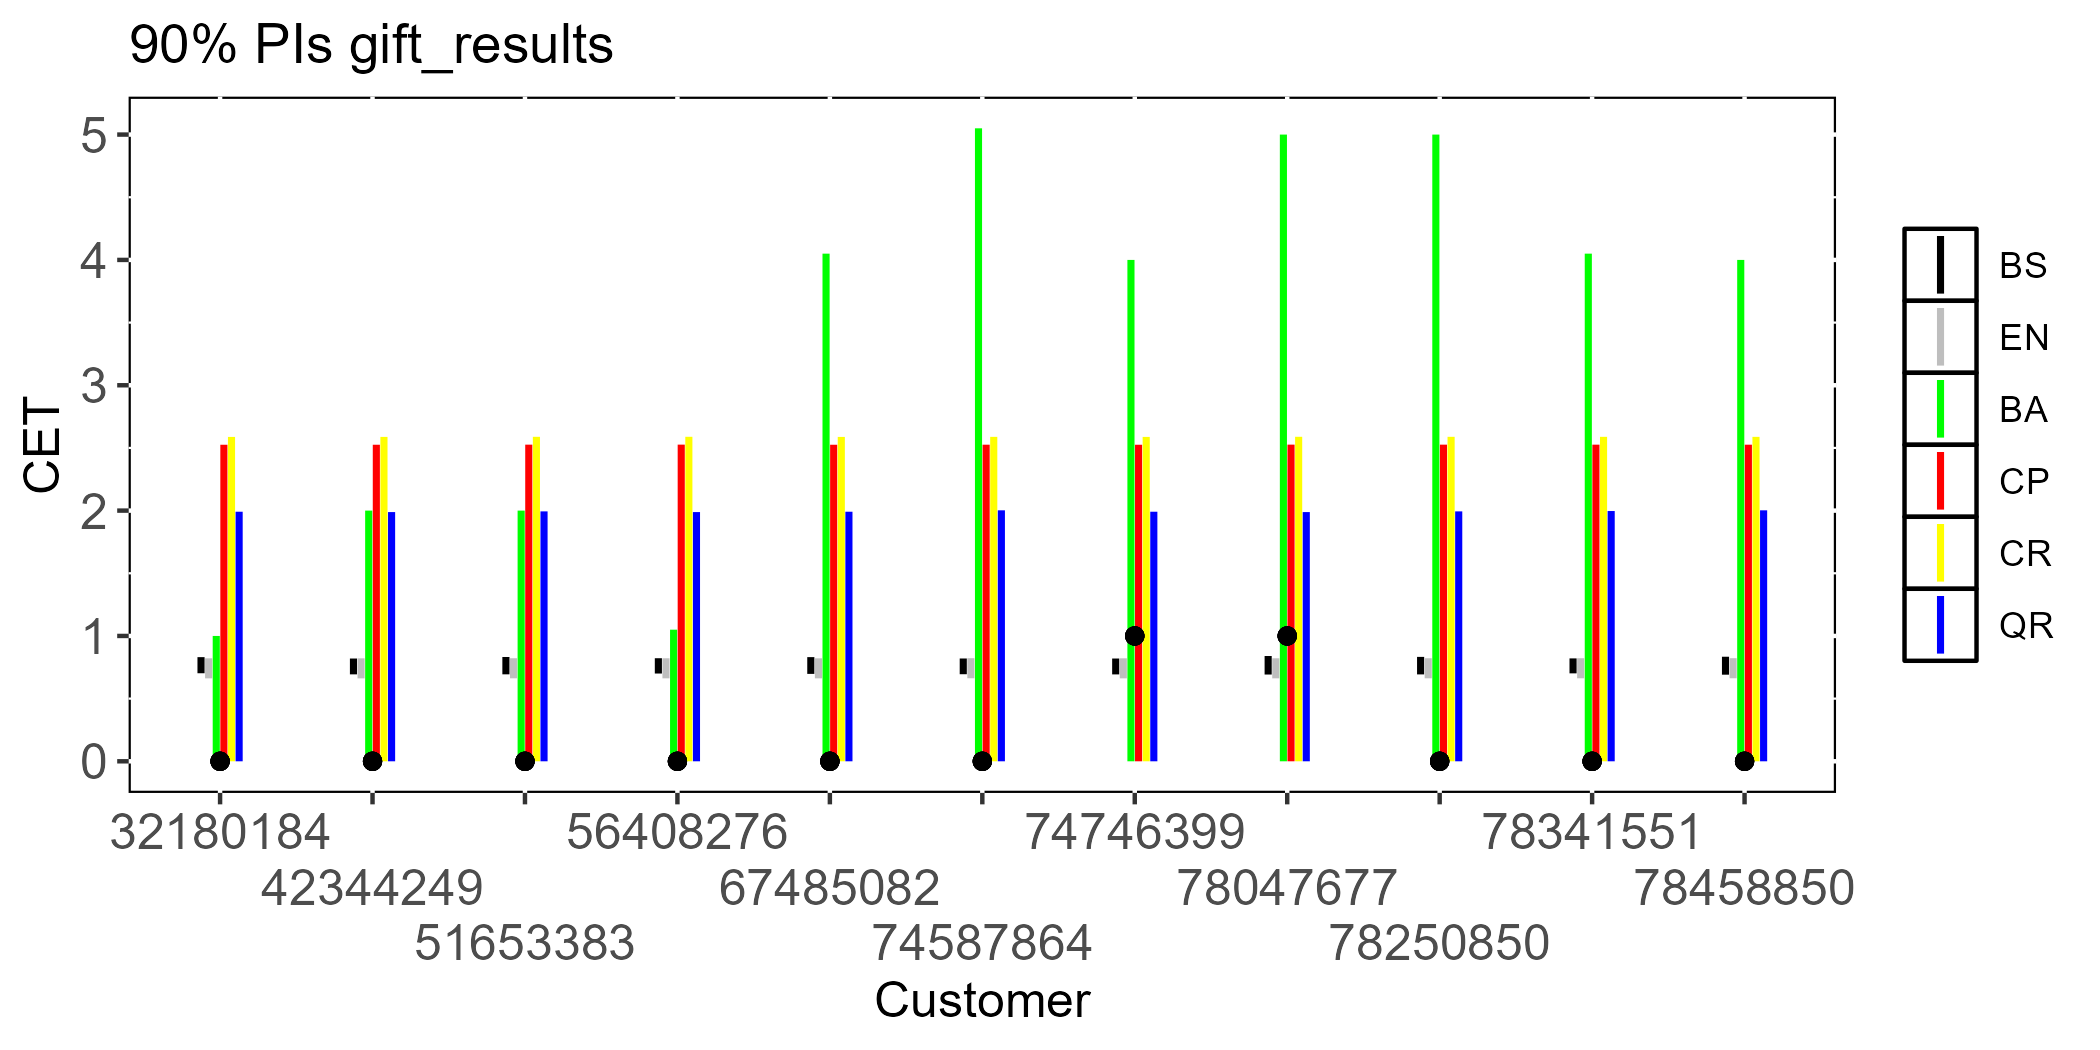 90% PIs gift_results
CET
5
4
3
2
1
0
32180184
56408276
74746399
78341551
42344249
67485082
78047677
78458850
51653383
74587864
78250850
Customer
BS
EN
BA
CP
CR
QR